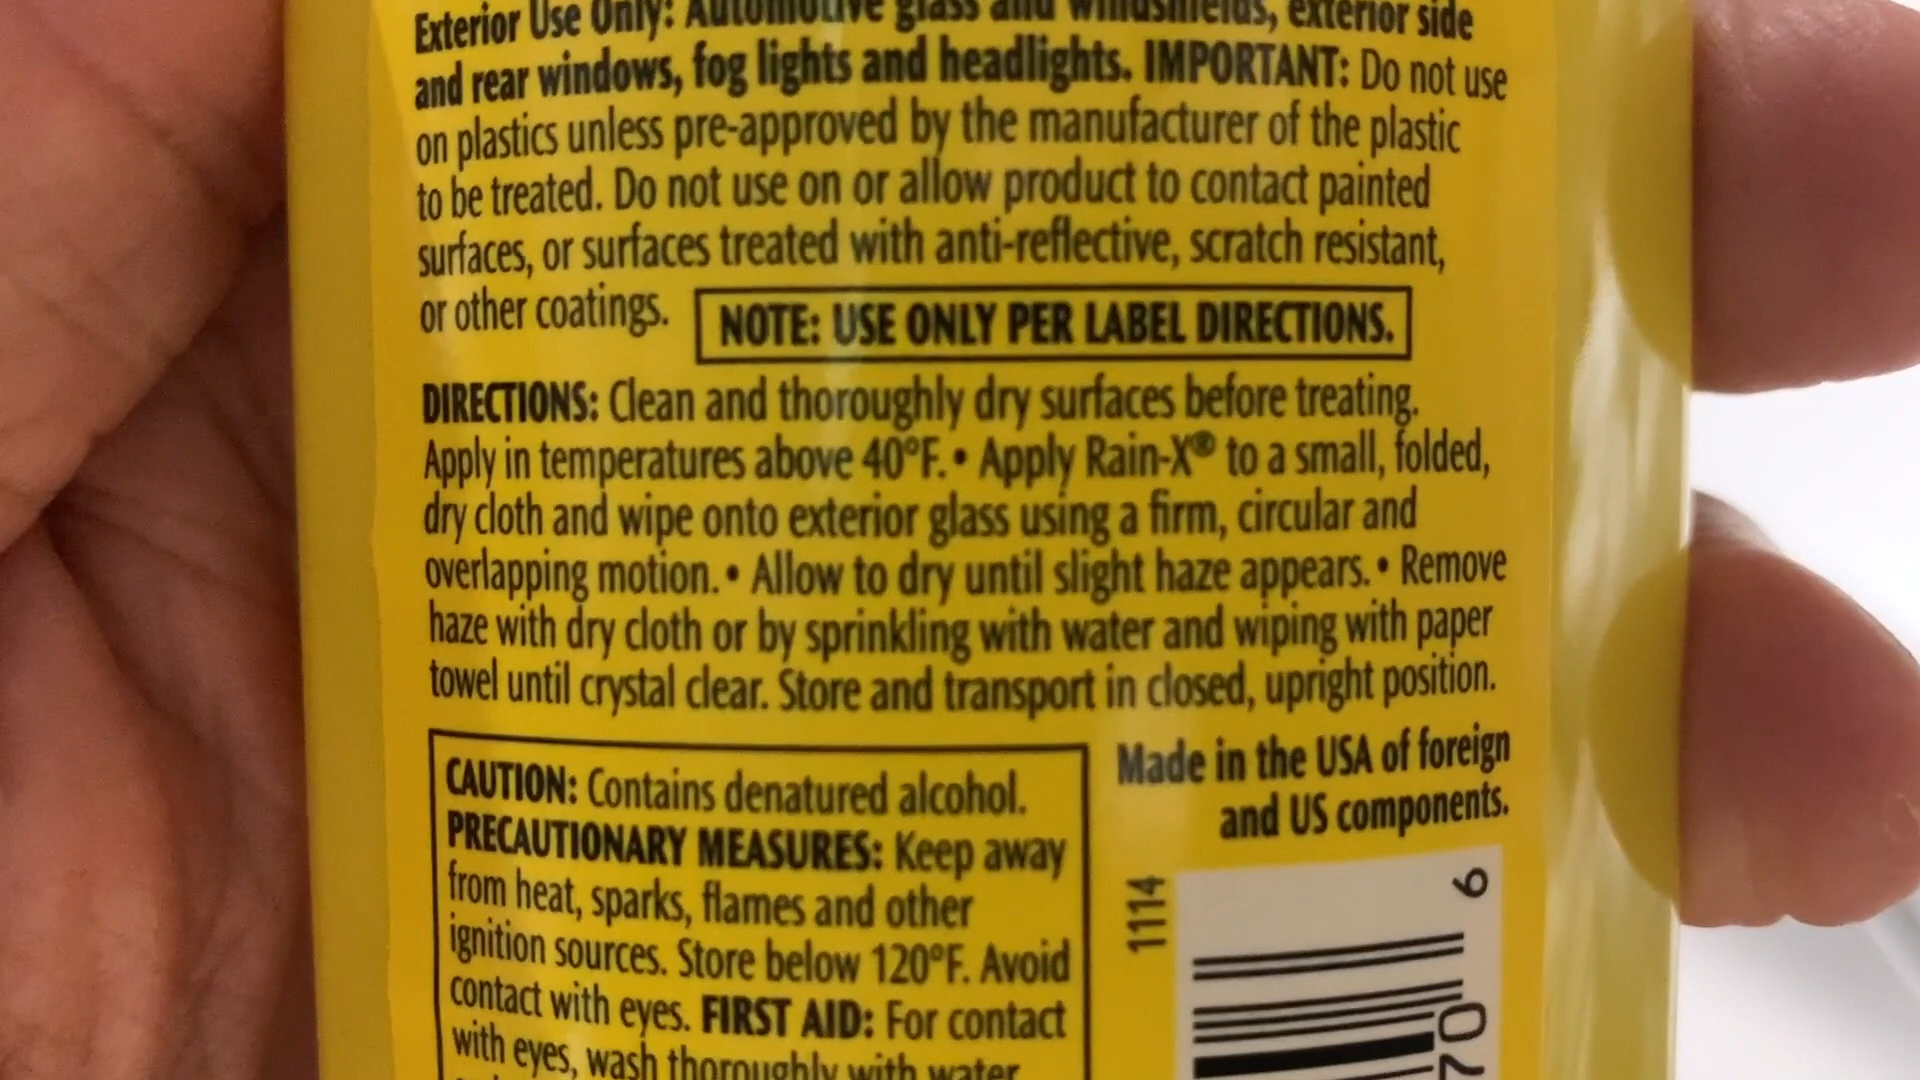 Exterior Use Only: Automotive glass and windshields, exterior side
and rear windows, fog lights and headlights. IMPORTANT: Do not use
on plastics unless pre-approved by the manufacturer of the plastic
to be treated. Do not use on or allow product to contact painted
surfaces, or surfaces treated with anti-reflective, scratch resistant,
or other coatings.
NOTE: USE ONLY PER LABEL DIRECTIONS.
DIRECTIONS: Clean and thoroughly dry surfaces before treating.
Apply in temperatures above 40°F. • Apply Rain-X® to a small, folded,
dry cloth and wipe onto exterior glass using a firm, circular and
overlapping motion. • Allow to dry until slight haze appears. • Remove
haze with dry cloth or by sprinkling with water and wiping with paper
towel until crystal clear. Store and transport in closed, upright position.
CAUTION: Contains denatured alcohol.
PRECAUTIONARY MEASURES: Keep away
from heat, sparks, flames and other
ignition sources. Store below 120°F. Avoid
contact with eyes. FIRST AID: For contact
with eyes, wash thoroughly with water
Made in the USA of foreign
and US components.
1114
6
70